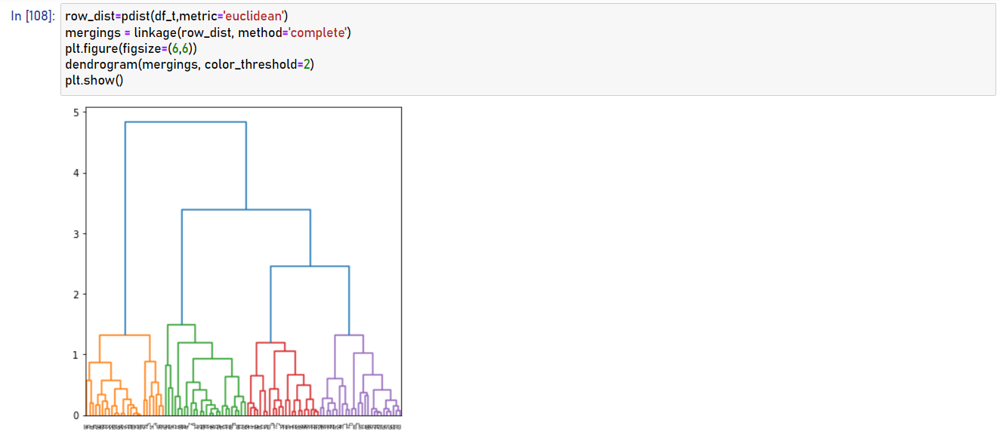 In [108]:
row_dist=pdist(df_t,metric='euclidean')
mergings = linkage(row_dist, method='complete')
plt.figure(figsize=(6,6))
dendrogram(mergings, color_threshold=2)
plt.show()
5
4
3
2
1
0